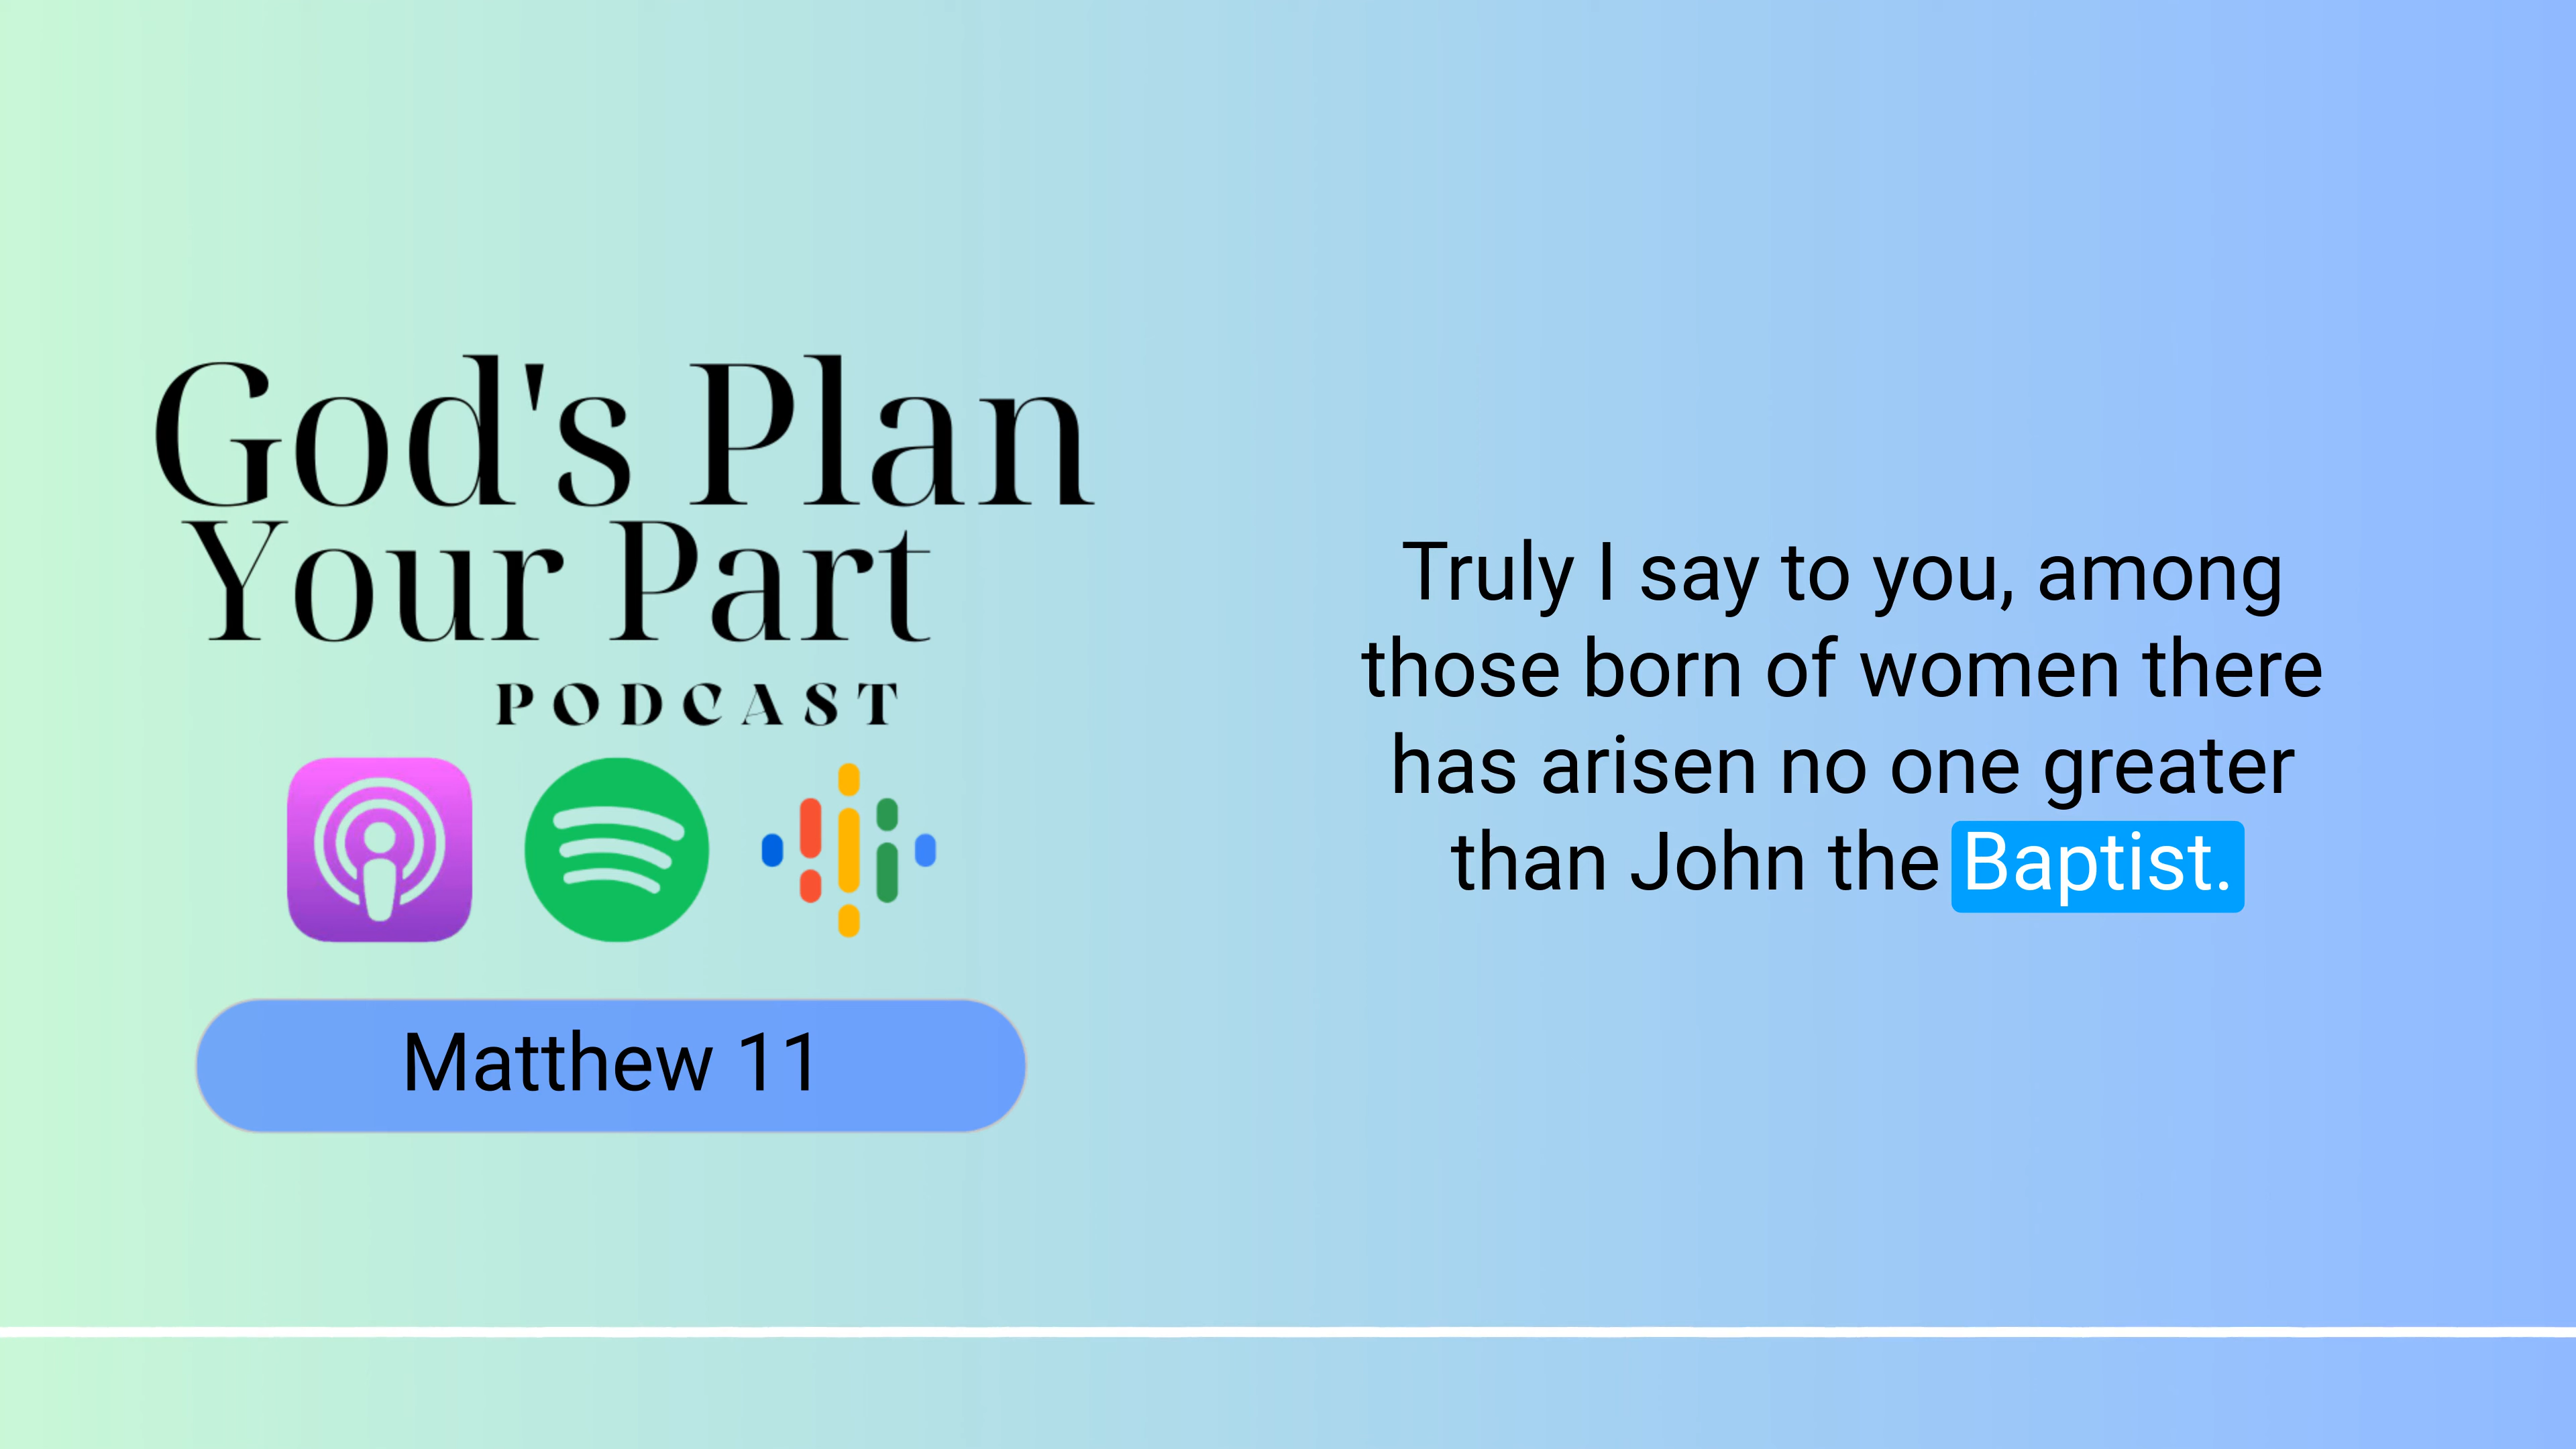 God's Plan
Your Part
PODCAST
Matthew 11
Truly I say to you, among
those born of women there
has arisen no one greater
than John the Baptist.